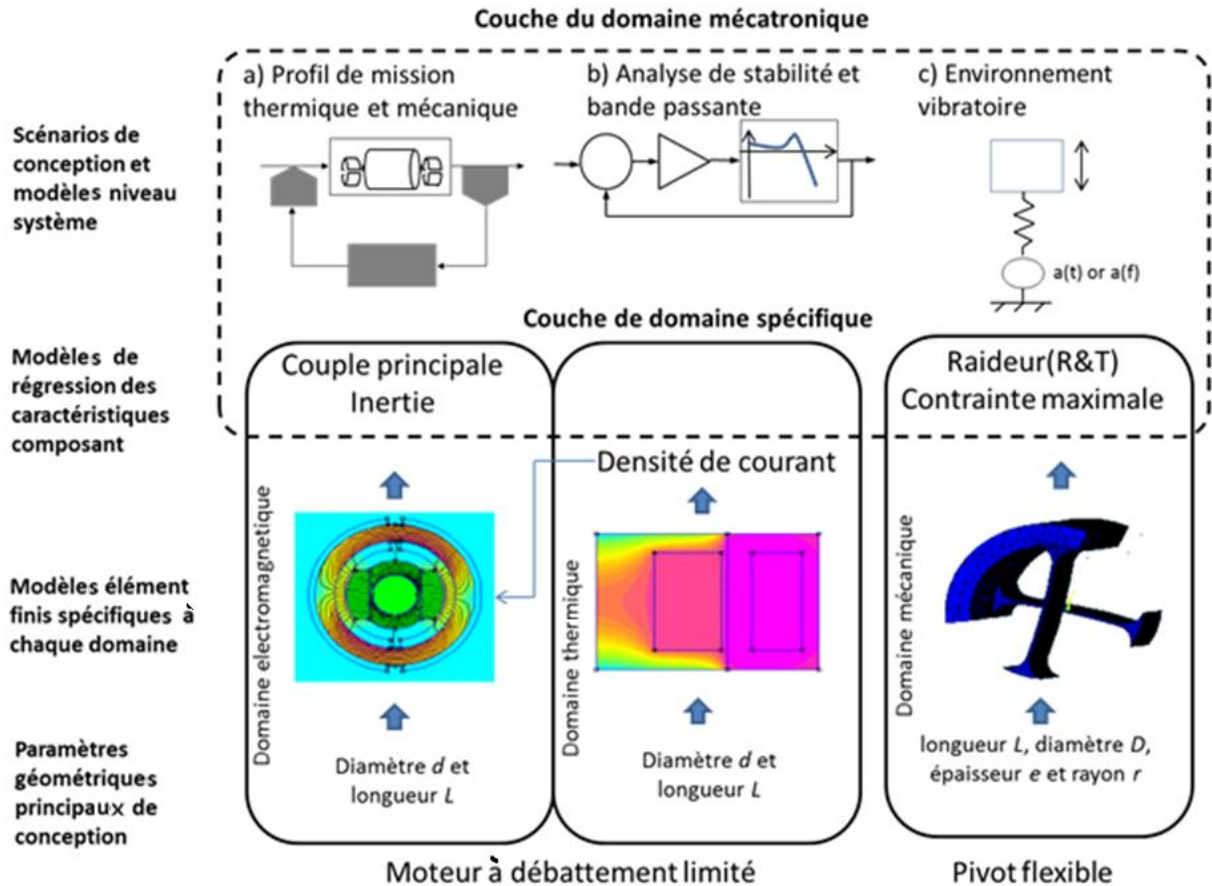 Couche du domaine mécatronique
a) Profil de mission
thermique et mécanique
b) Analyse de stabilité et
bande passante
c) Environnement
vibratoire
Scénarios de
conception et
modèles niveau
système
a(t) or a(f)
Couche de domaine spécifique
Modèles de
régression des
caractéristiques
composant
Couple principale
Inertie
Raideur(R&T)
Contrainte maximale
Densité de courant
Domaine electromagnetique
Domaine thermique
Domaine mécanique
Modèles élément
finis spécifiques à
chaque domaine
Paramètres
géométriques
principaux de
conception
Diamètre d et
longueur L
Diamètre d et
longueur L
longueur L, diamètre D,
épaisseur e et rayon r
Moteur à débattement limité
Pivot flexible